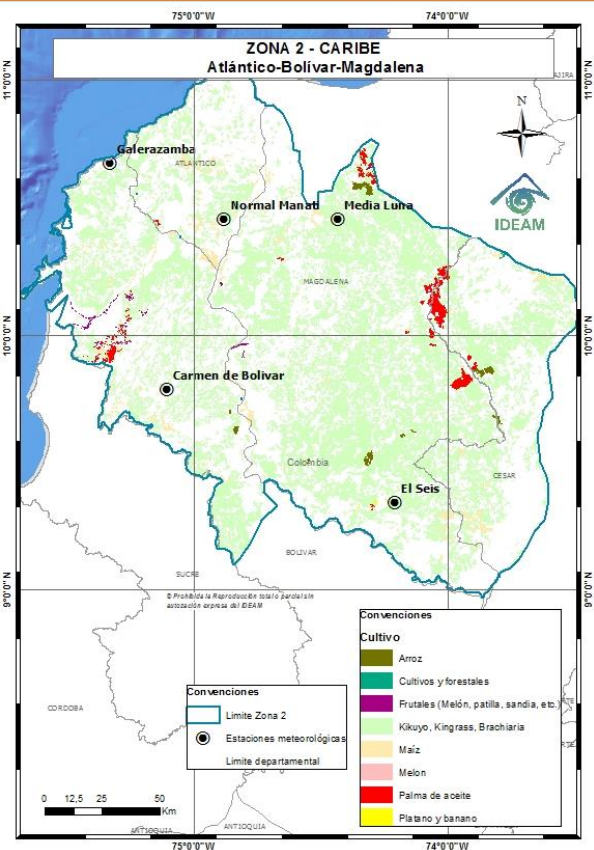 75°0'0"W 74°0'0"W
ZONA 2 - CARIBE
Atlántico-Bolívar-Magdalena
11°0'0"N
11°0'0"N
AJIRA
N
Galerazamba
ATLANTICO
IDEAM
Normal Manati
Media Luna
MAGDALENA
10°0'0"N
10°0'0"N
Carmen de Bolivar
Colombia
CESAR
El Seis
BOLIVAR
SUCRE
9°0'0"N
9°0'0"N
© Prohibida la Reproducción total o parcial sin
autozación expresa del IDEAM
Convenciones
Cultivo
Arroz
Cultivos y forestales
Frutales (Melón, patilla, sandia, etc.)
Kikuyo, Kingrass, Brachiaria
Maíz
Melon
Palma de aceite
Platano y banano
CORDOBA
Convenciones
Limite Zona 2
Estaciones meteorológicas
Limite departamental
0 12,5 25 50
Km
ANTIOQUIA
ANTIOQUIA
75°0'0"W 74°0'0"W